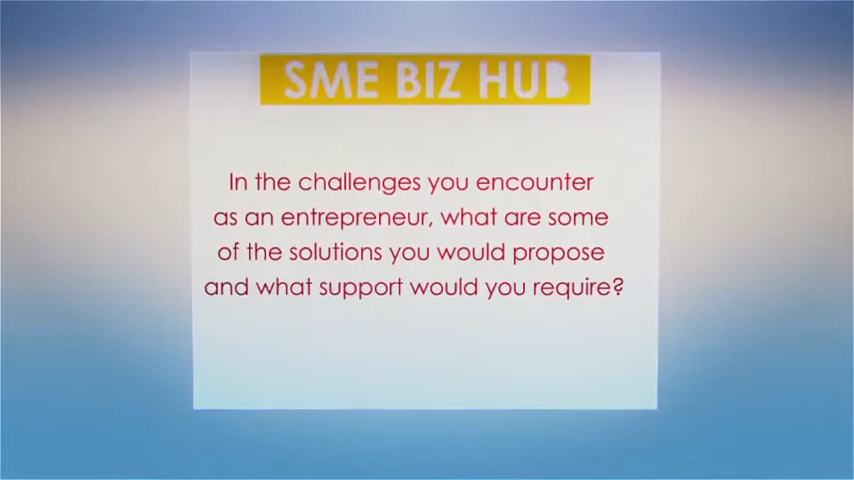 SME BIZ HUB
In the challenges you encounter
as an entrepreneur, what are some
of the solutions you would propose
and what support would you require?